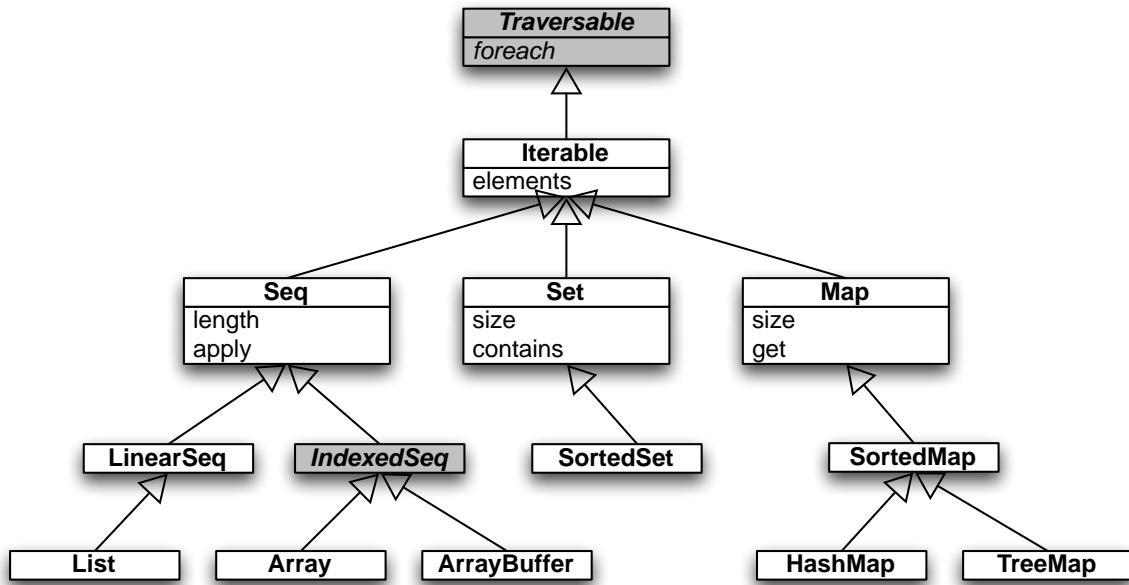 Traversable
foreach
Iterable
elements
Seq
length
apply
Set
size
contains
Map
size
get
LinearSeq
IndexedSeq
SortedSet
SortedMap
List
Array
ArrayBuffer
HashMap
TreeMap